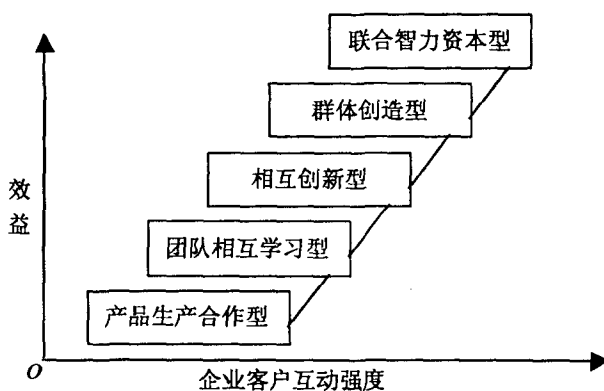 联合智力资本型
群体创造型
相互创新型
团队相互学习型
产品生产合作型
效益
O
企业客户互动强度